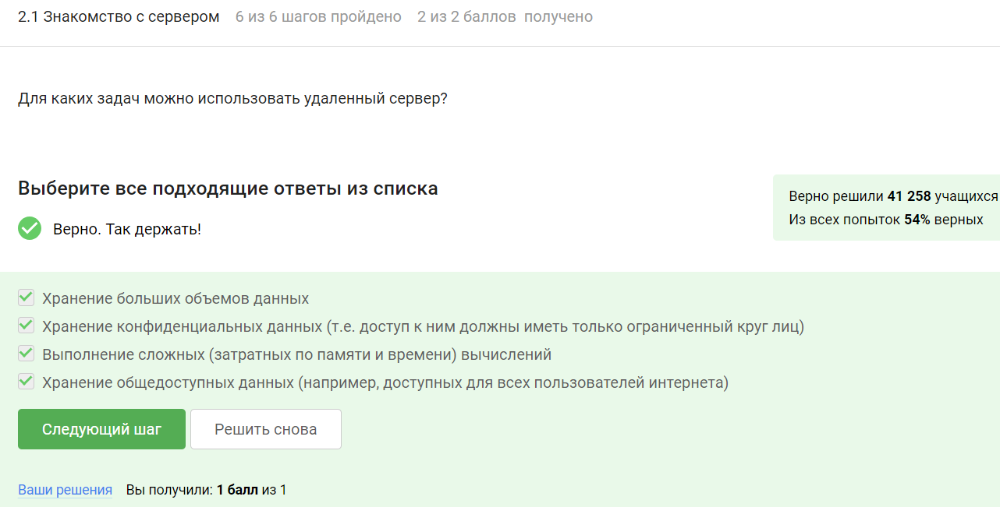 2.1 Знакомство с сервером 6 из 6 шагов пройдено 2 из 2 баллов получено
Для каких задач можно использовать удаленный сервер?
Выберите все подходящие ответы из списка
Верно решили 41 258 учащихся
Из всех попыток 54% верных
Верно. Так держать!
Хранение больших объемов данных
Хранение конфиденциальных данных (т.е. доступ к ним должны иметь только ограниченный круг лиц)
Выполнение сложных (затратных по памяти и времени) вычислений
Хранение общедоступных данных (например, доступных для всех пользователей интернета)
Следующий шаг Решить снова
Ваши решения Вы получили: 1 балл из 1